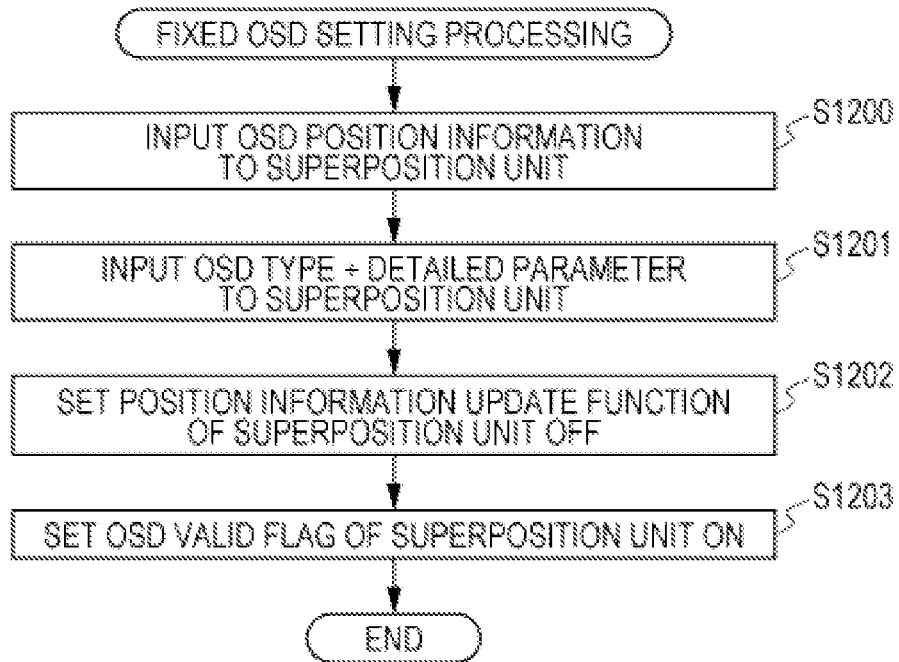 FIXED OSD SETTING PROCESSING
S1200
INPUT OSD POSITION INFORMATION
TO SUPERPOSITION UNIT
S1201
INPUT OSD TYPE + DETAILED PARAMETER
TO SUPERPOSITION UNIT
S1202
SET POSITION INFORMATION UPDATE FUNCTION
OF SUPERPOSITION UNIT OFF
S1203
SET OSD VALID FLAG OF SUPERPOSITION UNIT ON
END